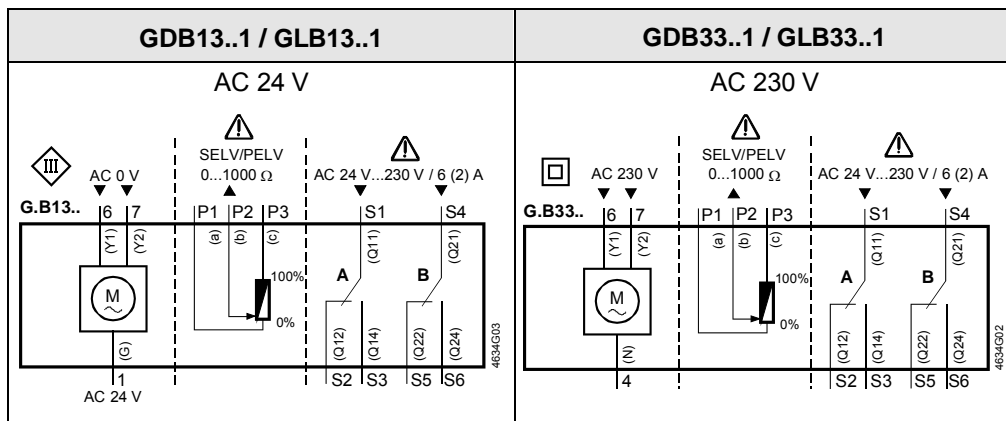 GDB13..1 / GLB13..1
AC 24 V
SELV/PELV
0...1000 Ω
III
AC 0 V
AC 24 V...230 V / 6 (2) A
G.B13..
6 7 P1 P2 P3 S1 S4
(Y1) (Y2) (a) (b) (c) (Q11) (Q21)
A B
100%
M
0%
(G) (Q12) (Q14) (Q22) (Q24)
1 S2 S3 S5 S6
AC 24 V
4634G03
GDB33..1 / GLB33..1
AC 230 V
SELV/PELV
0...1000 Ω
AC 230 V
AC 24 V...230 V / 6 (2) A
G.B33..
6 7 P1 P2 P3 S1 S4
(Y1) (Y2) (a) (b) (c) (Q11) (Q21)
A B
100%
M
0%
(N) (Q12) (Q14) (Q22) (Q24)
4 S2 S3 S5 S6
4634G02